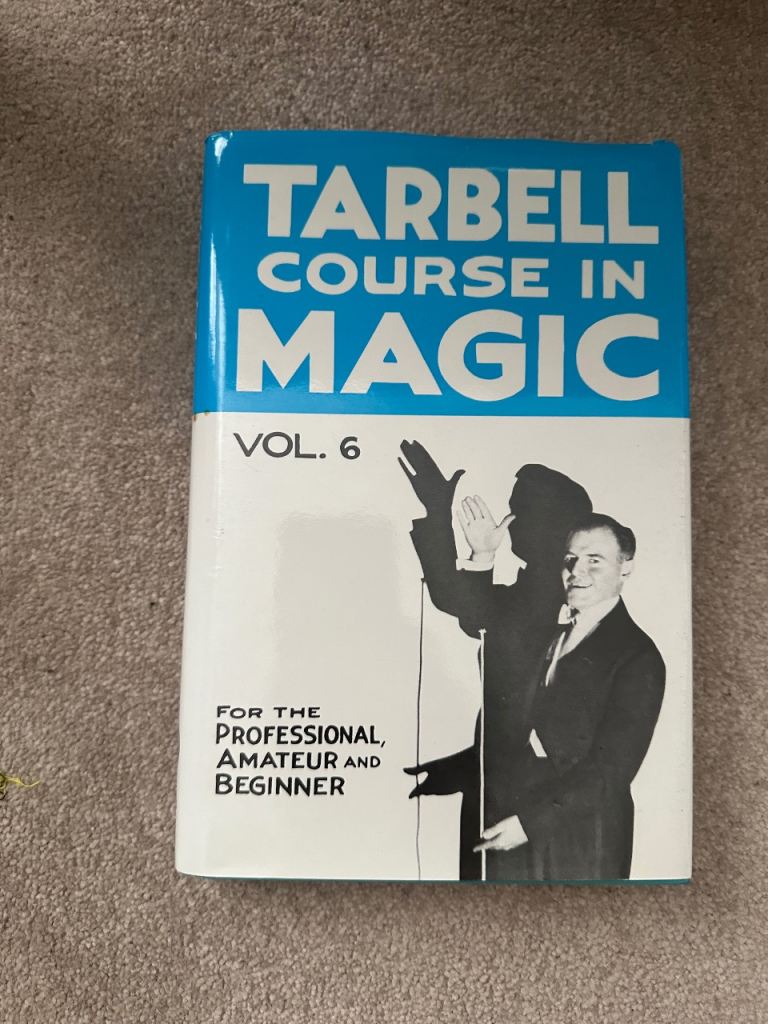 TARBELL
COURSE IN
MAGIC
VOL. 6
FOR THE
PROFESSIONAL,
AMATEUR AND
BEGINNER